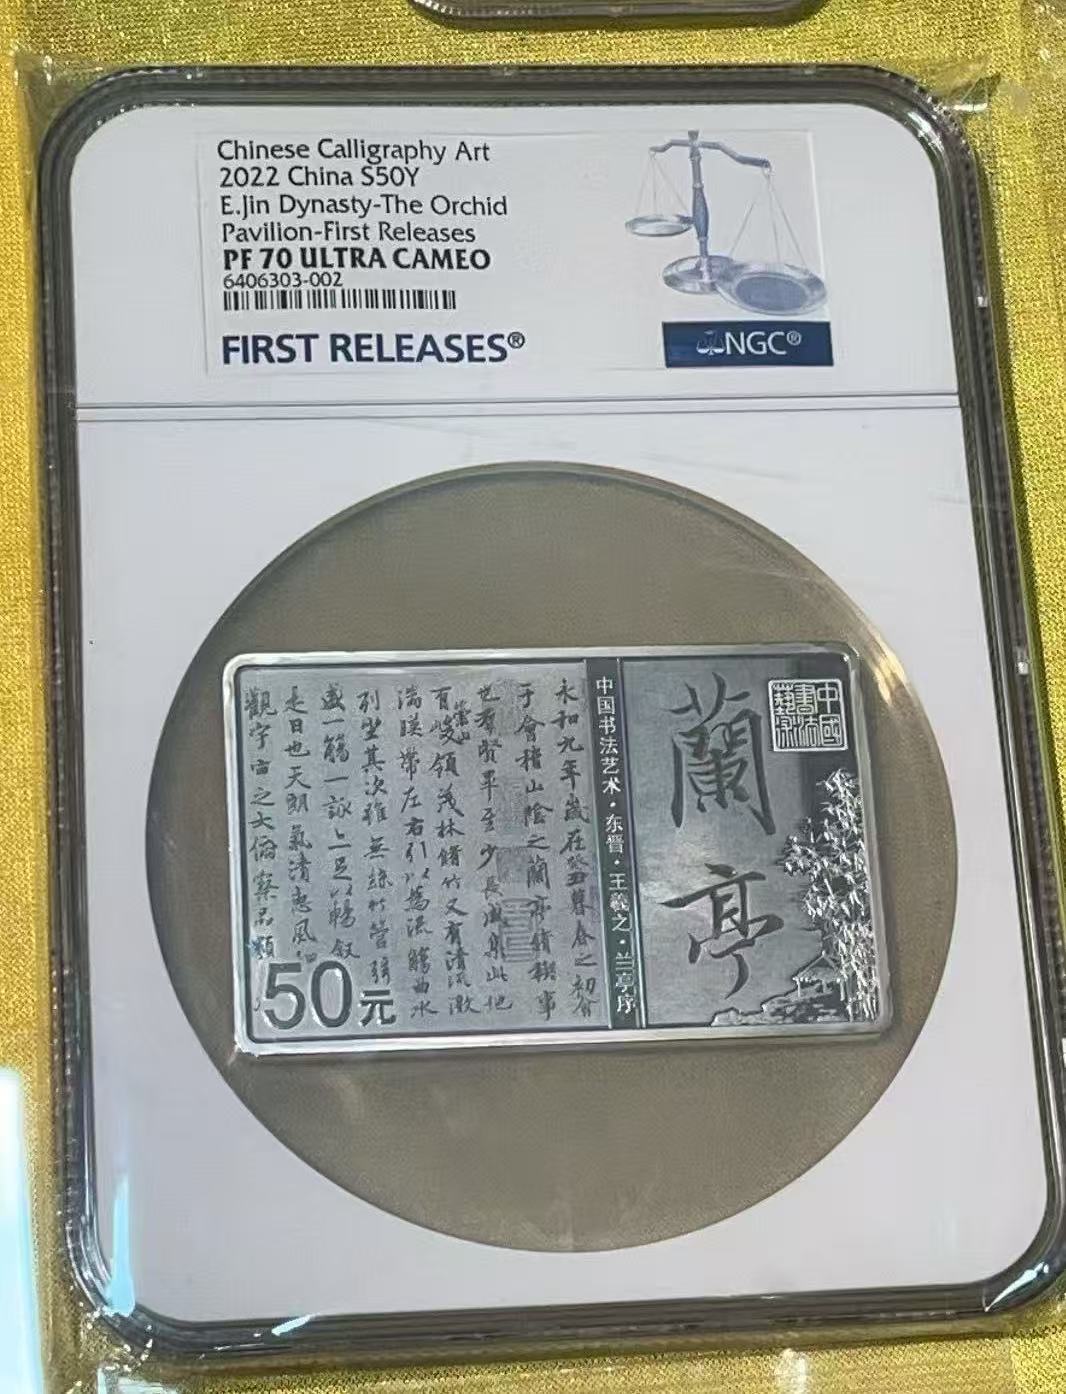 Chinese Calligraphy Art
2022 China S50Y
E.Jin Dynasty-The Orchid
Pavilion-First Releases
PF 70 ULTRA CAMEO
6406303-002
FIRST RELEASES®
NGC®
中國
書法
藝術
蘭亭
中国书法艺术·东晋·王羲之·兰亭序
永和九年歲在癸丑暮春之初會
于會稽山陰之蘭亭脩禊事
也羣賢畢至少長咸集此地
有崇山峻領茂林脩竹又有清流激
湍暎帶左右引以為流觴曲水
列坐其次雖無絲竹管弦
盛一觴一詠亦足以暢敘
是日也天朗氣清惠風
觀宇宙之大俯察品類
50元